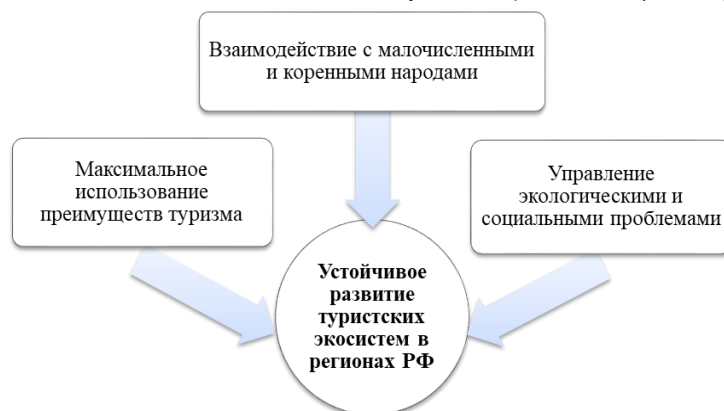 Взаимодействие с малочисленными
и коренными народами
Максимальное
использование
преимуществ туризма
Управление
экологическими и
социальными проблемами
Устойчивое
развитие
туристских
экосистем в
регионах РФ